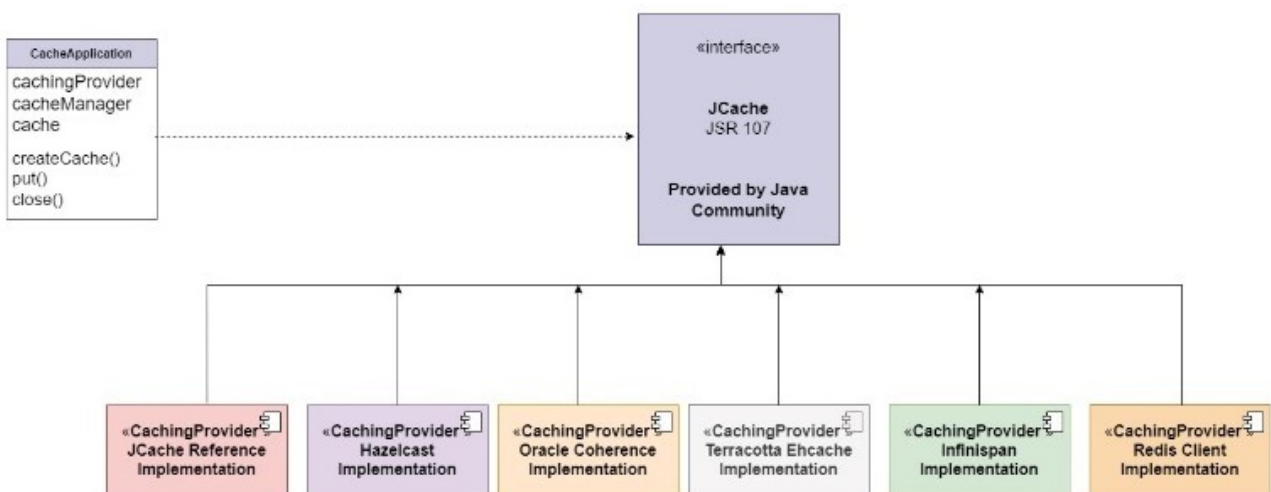 CacheApplication
cachingProvider
cacheManager
cache
createCache()
put()
close()
«interface»
JCache
JSR 107
Provided by Java
Community
«CachingProvider»
JCache Reference
Implementation
«CachingProvider»
Hazelcast
Implementation
«CachingProvider»
Oracle Coherence
Implementation
«CachingProvider»
Terracotta Ehcache
Implementation
«CachingProvider»
Infinispan
Implementation
«CachingProvider»
Redis Client
Implementation